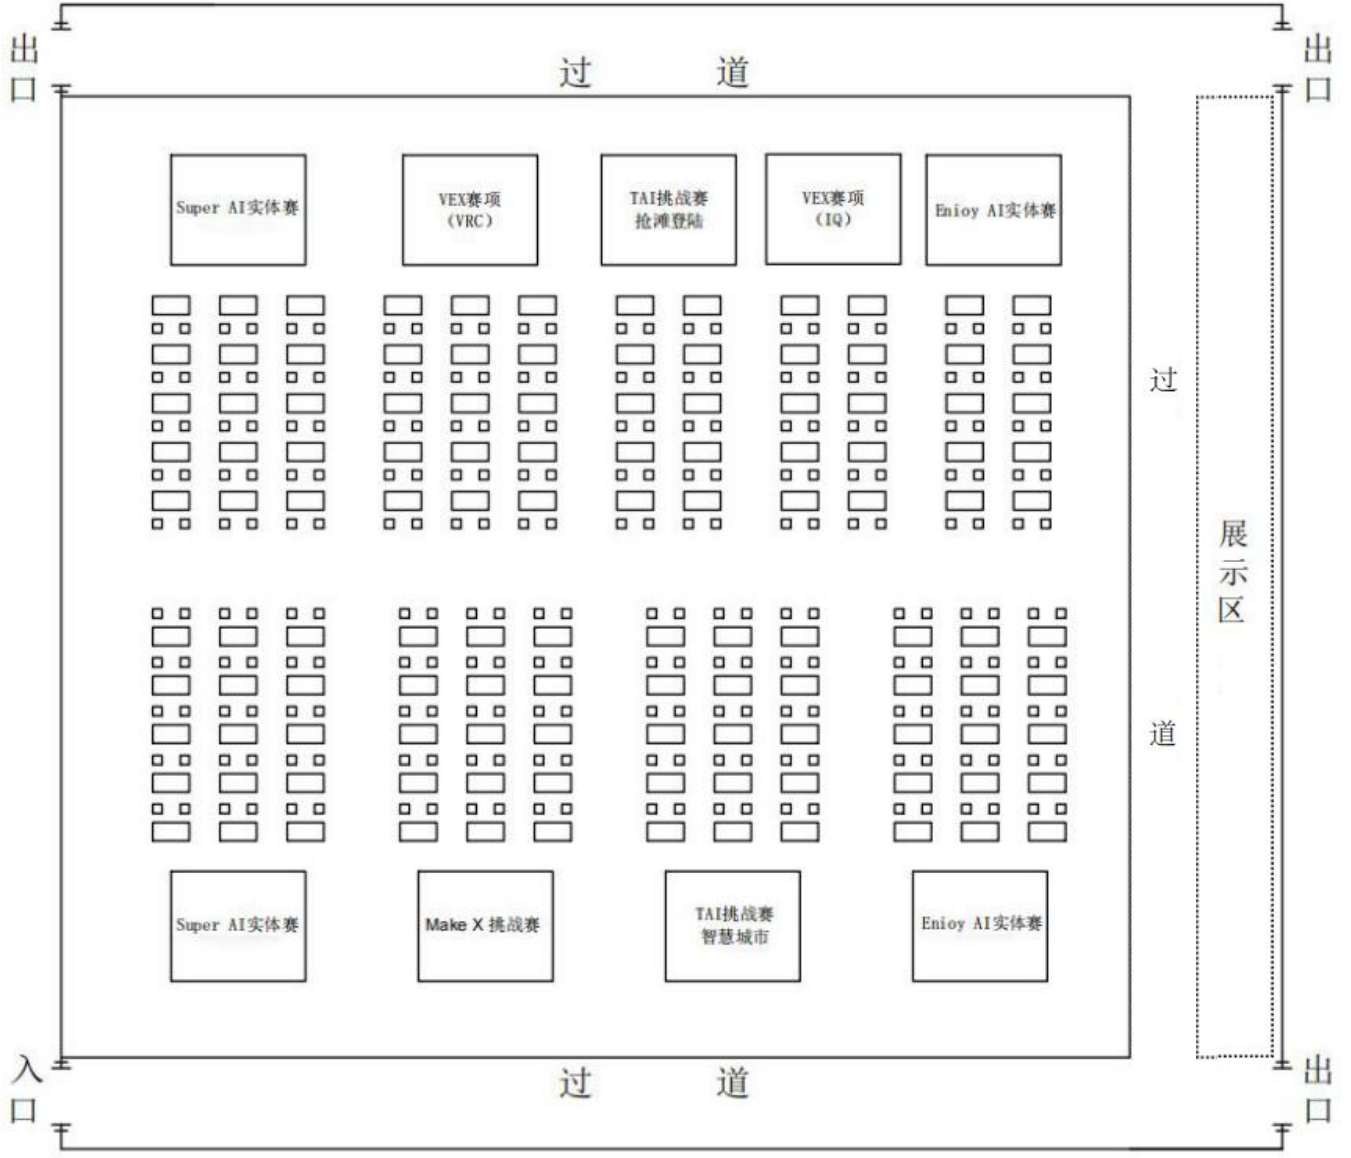 出口
出口
过道
Super AI实体赛
VEX赛项
（VRC）
TAI挑战赛
抢滩登陆
VEX赛项
（IQ）
Enioy AI实体赛
过道
展示区
Super AI实体赛
Make X 挑战赛
TAI挑战赛
智慧城市
Enioy AI实体赛
入口
过道
出口